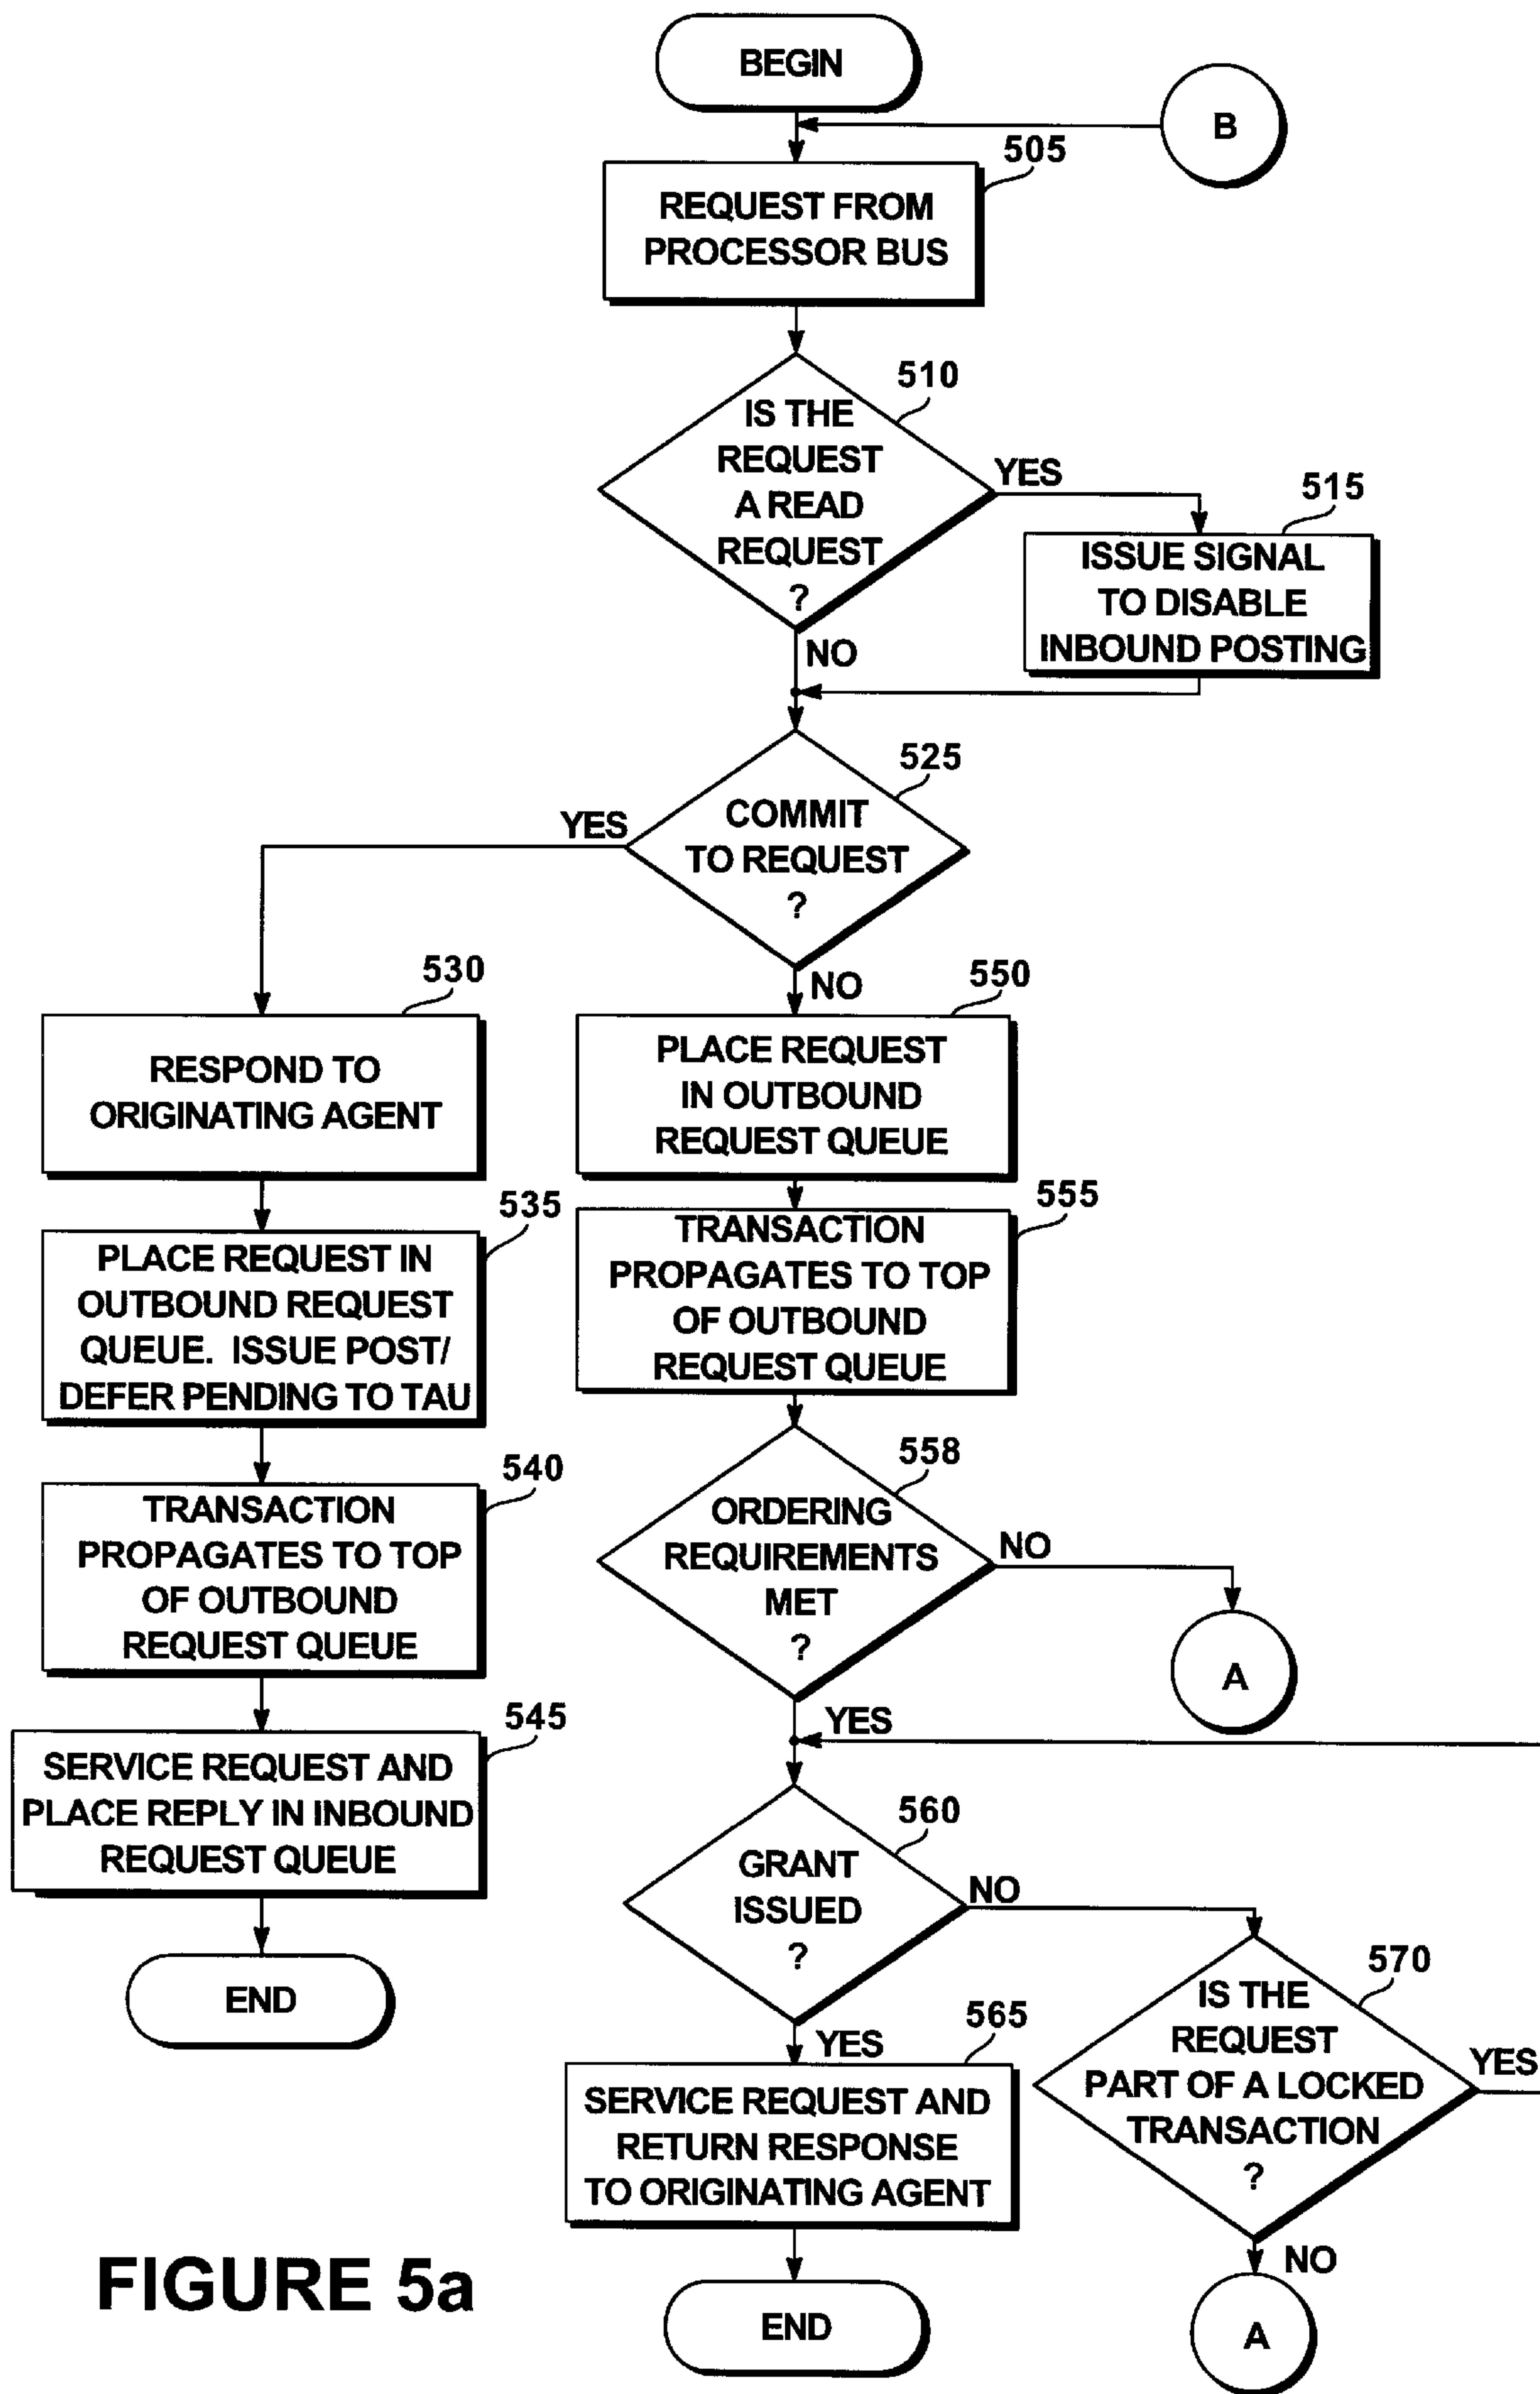 BEGIN
B
505
REQUEST FROM
PROCESSOR BUS
510
IS THE
REQUEST
A READ
REQUEST
?
YES
515
ISSUE SIGNAL
TO DISABLE
INBOUND POSTING
NO
525
COMMIT
TO REQUEST
?
YES
NO
530
RESPOND TO
ORIGINATING AGENT
535
PLACE REQUEST IN
OUTBOUND REQUEST
QUEUE. ISSUE POST/
DEFER PENDING TO TAU
540
TRANSACTION
PROPAGATES TO TOP
OF OUTBOUND
REQUEST QUEUE
545
SERVICE REQUEST AND
PLACE REPLY IN INBOUND
REQUEST QUEUE
END
550
PLACE REQUEST
IN OUTBOUND
REQUEST QUEUE
555
TRANSACTION
PROPAGATES TO TOP
OF OUTBOUND
REQUEST QUEUE
558
ORDERING
REQUIREMENTS
MET
?
NO
A
YES
560
GRANT
ISSUED
?
NO
YES
565
SERVICE REQUEST AND
RETURN RESPONSE
TO ORIGINATING AGENT
END
570
IS THE
REQUEST
PART OF A LOCKED
TRANSACTION
?
YES
NO
A
FIGURE 5a